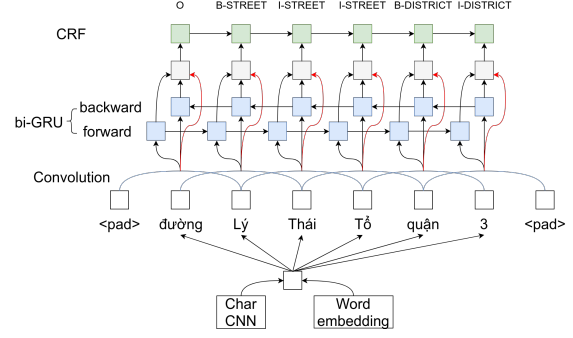 O B-STREET I-STREET I-STREET B-DISTRICT I-DISTRICT
CRF
backward
bi-GRU
forward
Convolution
<pad> đường Lý Thái Tổ quận 3 <pad>
Char
CNN
Word
embedding